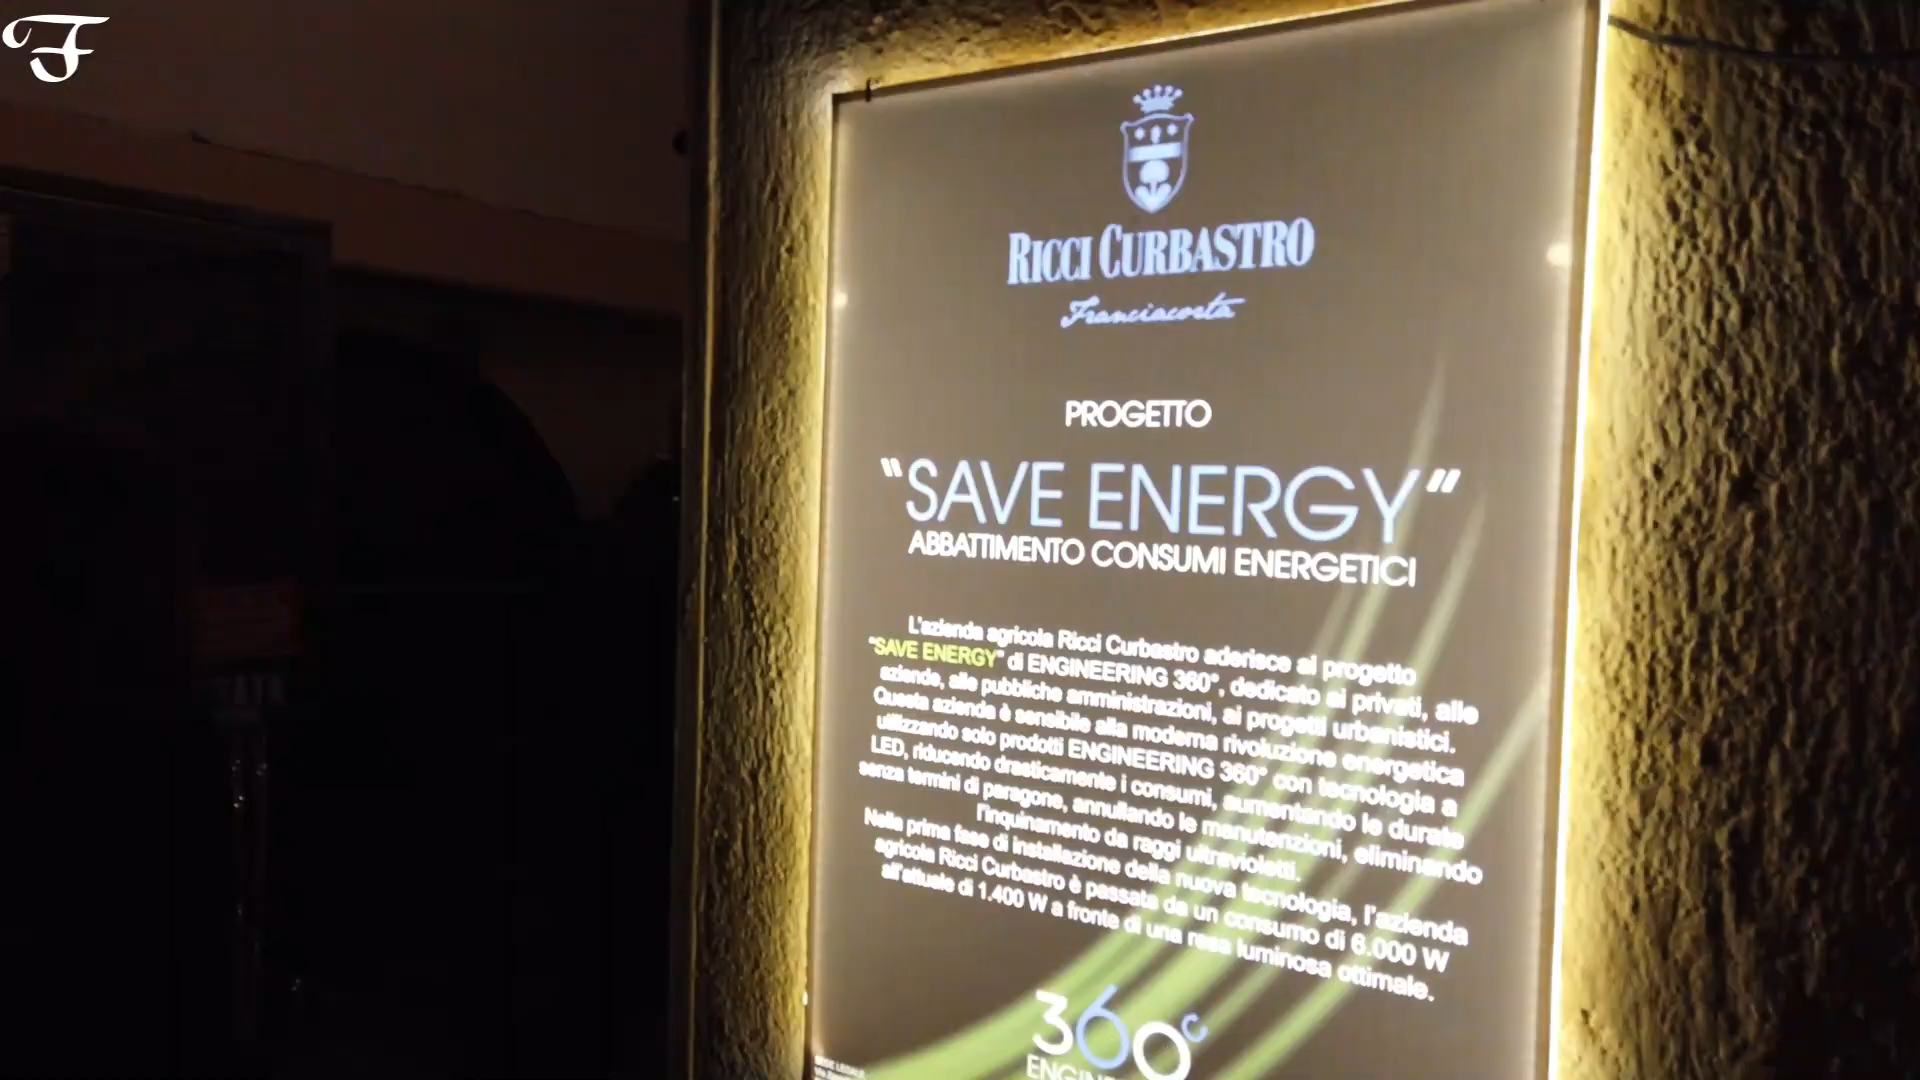 F
RICCI CURBASTRO
Franciacorta
PROGETTO
"SAVE ENERGY"
ABBATTIMENTO CONSUMI ENERGETICI
L'azienda agricola Ricci Curbastro aderisce al progetto
"SAVE ENERGY" di ENGINEERING 360°, dedicato ai privati, alle
aziende, alle pubbliche amministrazioni, ai progetti urbanistici.
Questa azienda è sensibile alla moderna rivoluzione energetica
utilizzando solo prodotti ENGINEERING 360° con tecnologia a
LED, riducendo drasticamente i consumi, aumentando le durate
senza termini di paragone, annullando le manutenzioni, eliminando
l'inquinamento da raggi ultravioletti.
Nella prima fase di installazione della nuova tecnologia, l'azienda
agricola Ricci Curbastro è passata da un consumo di 6.000 W
all'attuale di 1.400 W a fronte di una resa luminosa ottimale.
360°
SEDE LEGALE